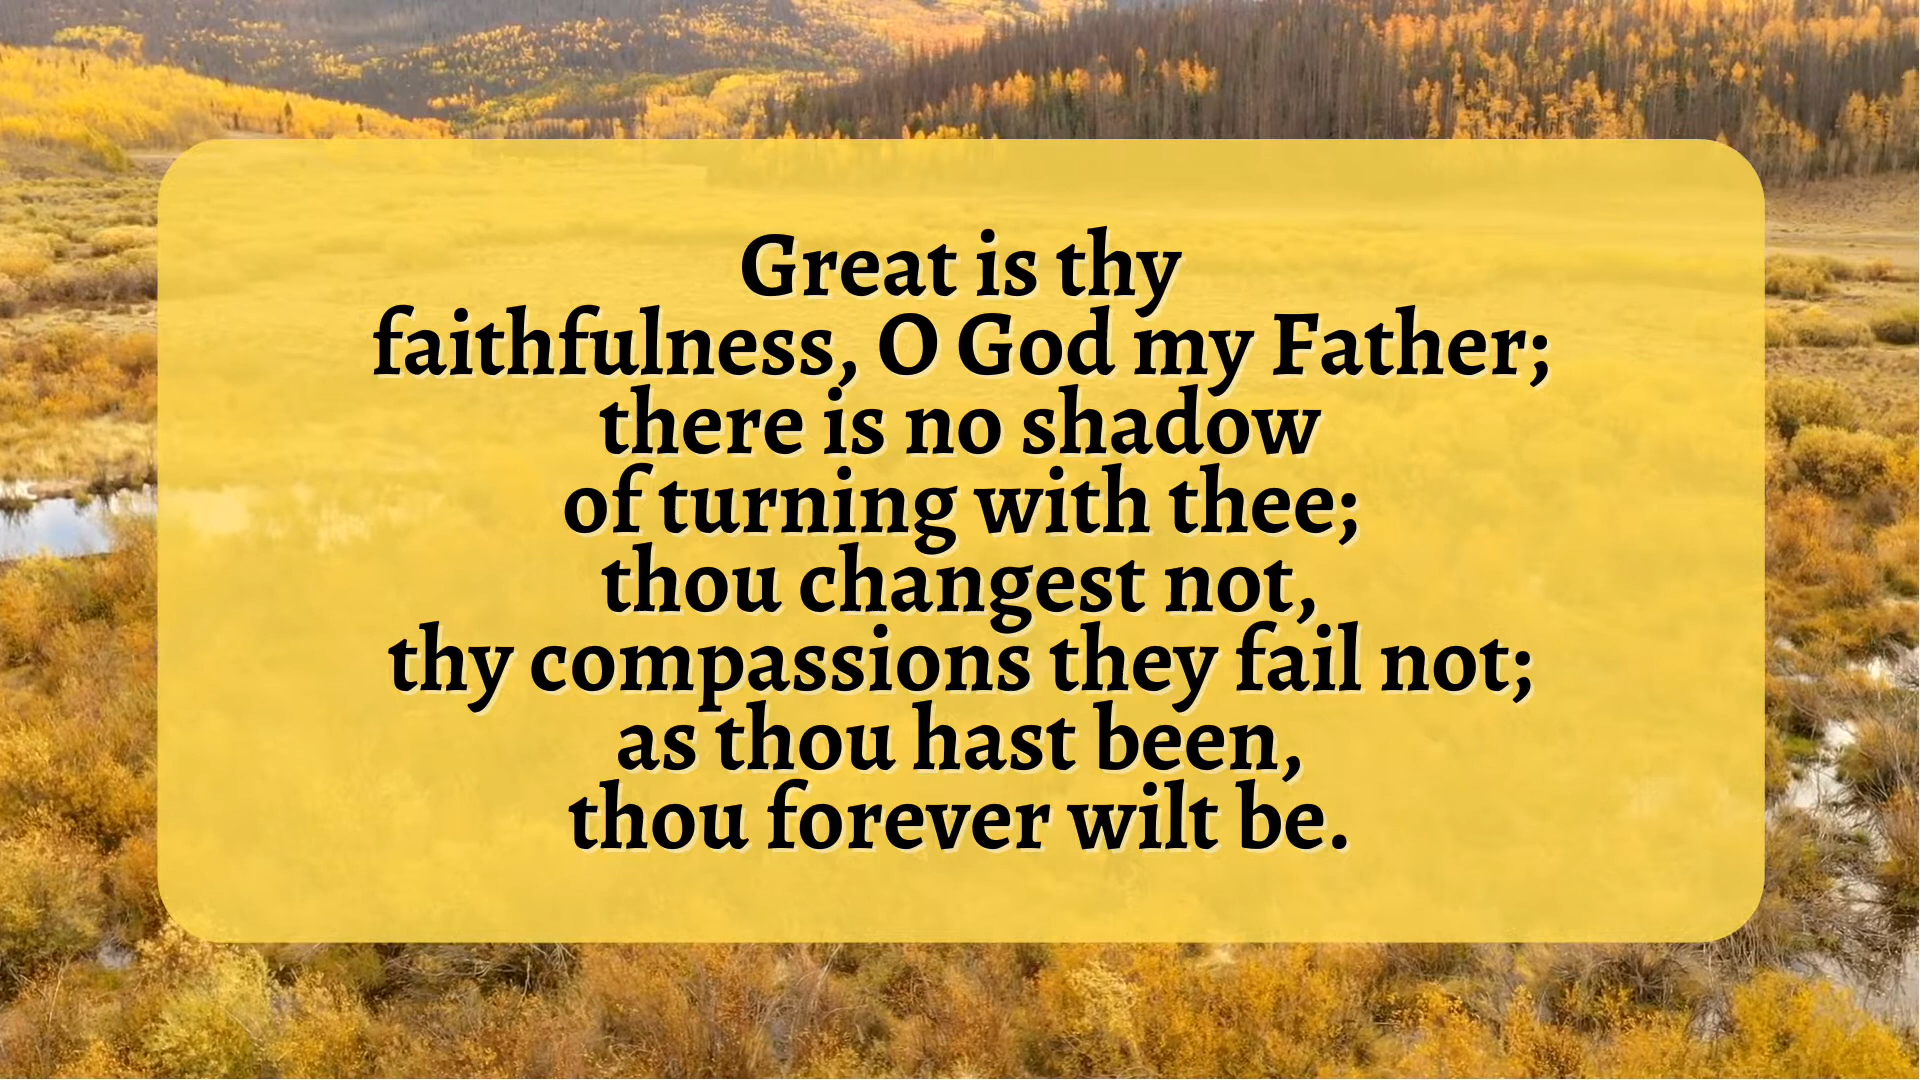 Great is thy
faithfulness, O God my Father;
there is no shadow
of turning with thee;
thou changest not,
thy compassions they fail not;
as thou hast been,
thou forever wilt be.